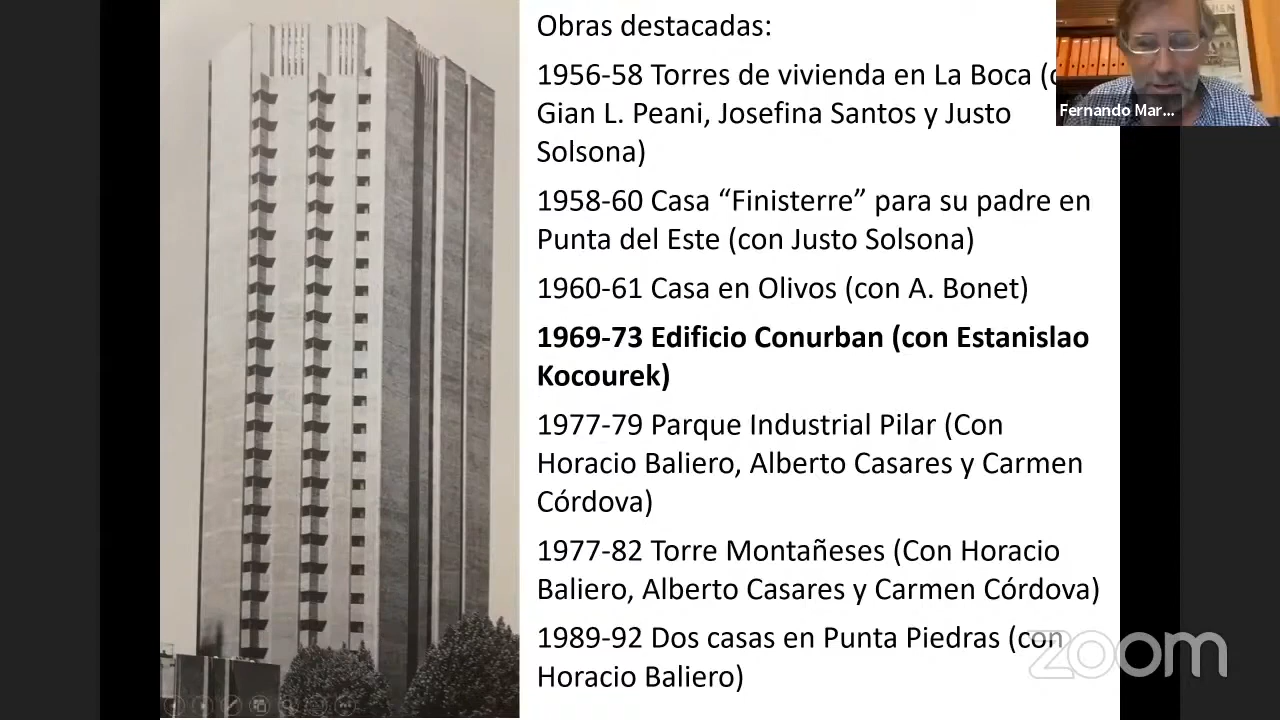 Obras destacadas:
1956-58 Torres de vivienda en La Boca (
Gian L. Peani, Josefina Santos y Justo
Solsona)
1958-60 Casa “Finisterre” para su padre en
Punta del Este (con Justo Solsona)
1960-61 Casa en Olivos (con A. Bonet)
1969-73 Edificio Conurban (con Estanislao
Kocourek)
1977-79 Parque Industrial Pilar (Con
Horacio Baliero, Alberto Casares y Carmen
Córdova)
1977-82 Torre Montañeses (Con Horacio
Baliero, Alberto Casares y Carmen Córdova)
1989-92 Dos casas en Punta Piedras (con
Horacio Baliero)
Fernando Mar...
zoom